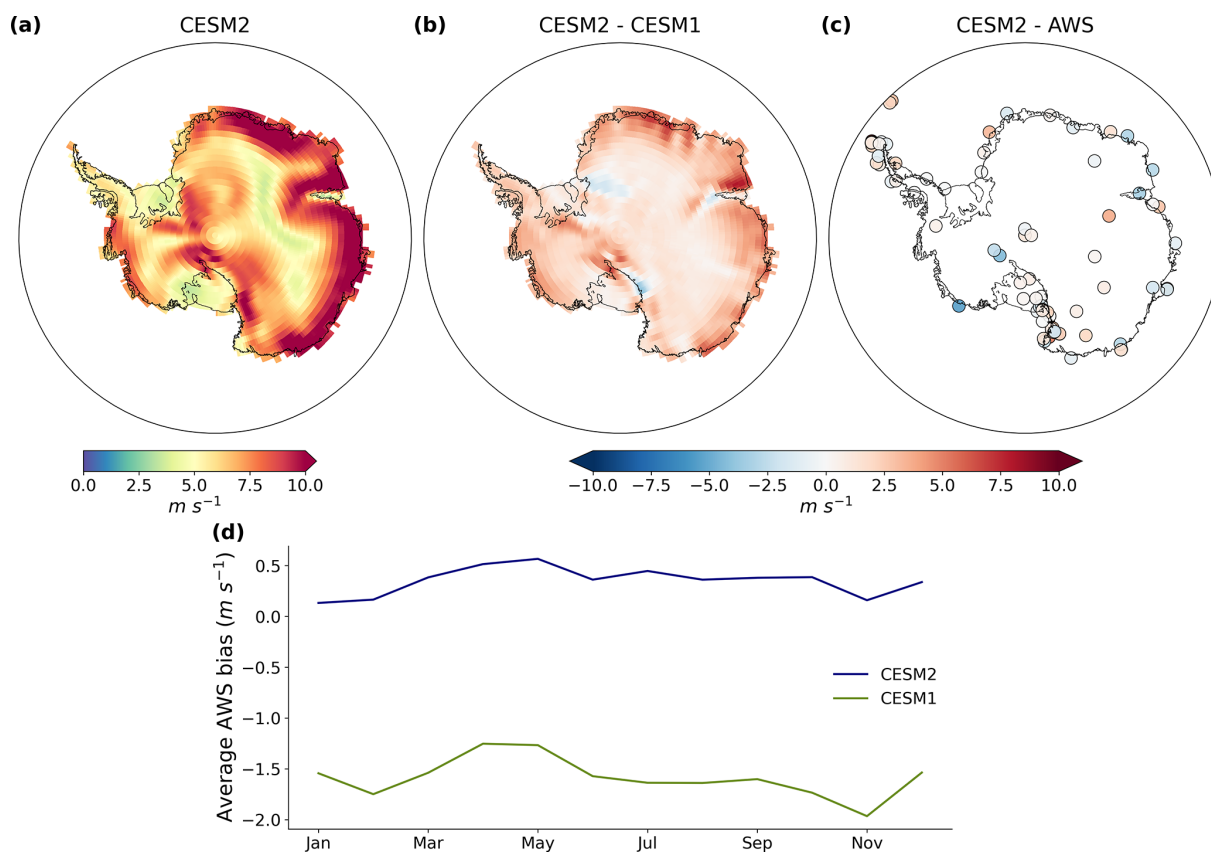 (a) CESM2
(b) CESM2 - CESM1
(c) CESM2 - AWS
0.0 2.5 5.0 7.5 10.0
m s⁻¹
−10.0 −7.5 −5.0 −2.5 0.0 2.5 5.0 7.5 10.0
m s⁻¹
(d)
Average AWS bias (m s⁻¹)
0.5
0.0
−0.5
−1.0
−1.5
−2.0
CESM2
CESM1
Jan Mar May Jul Sep Nov